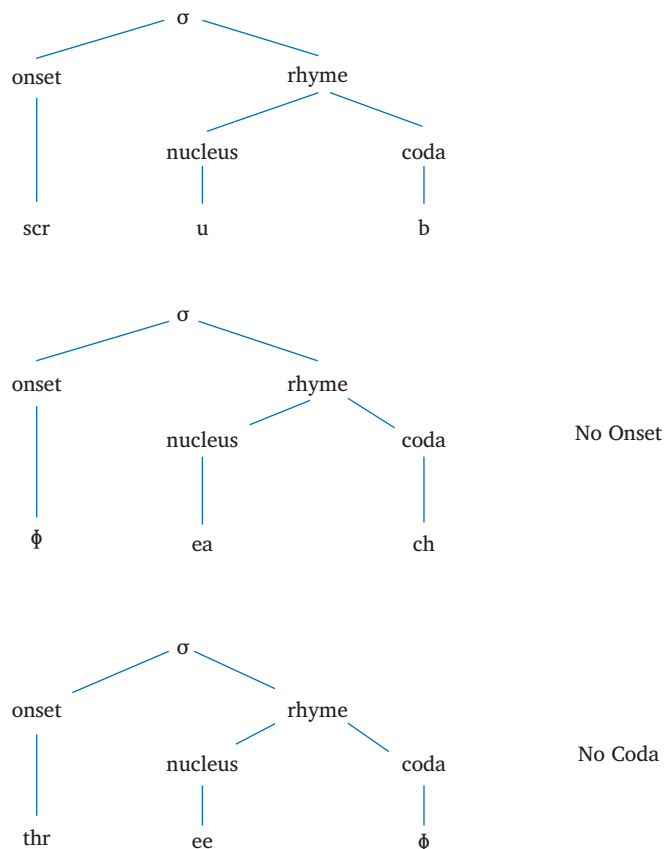 σ
onset rhyme
nucleus coda
scr u b
σ
onset rhyme
nucleus coda No Onset
ϕ ea ch
σ
onset rhyme
nucleus coda No Coda
thr ee ϕ